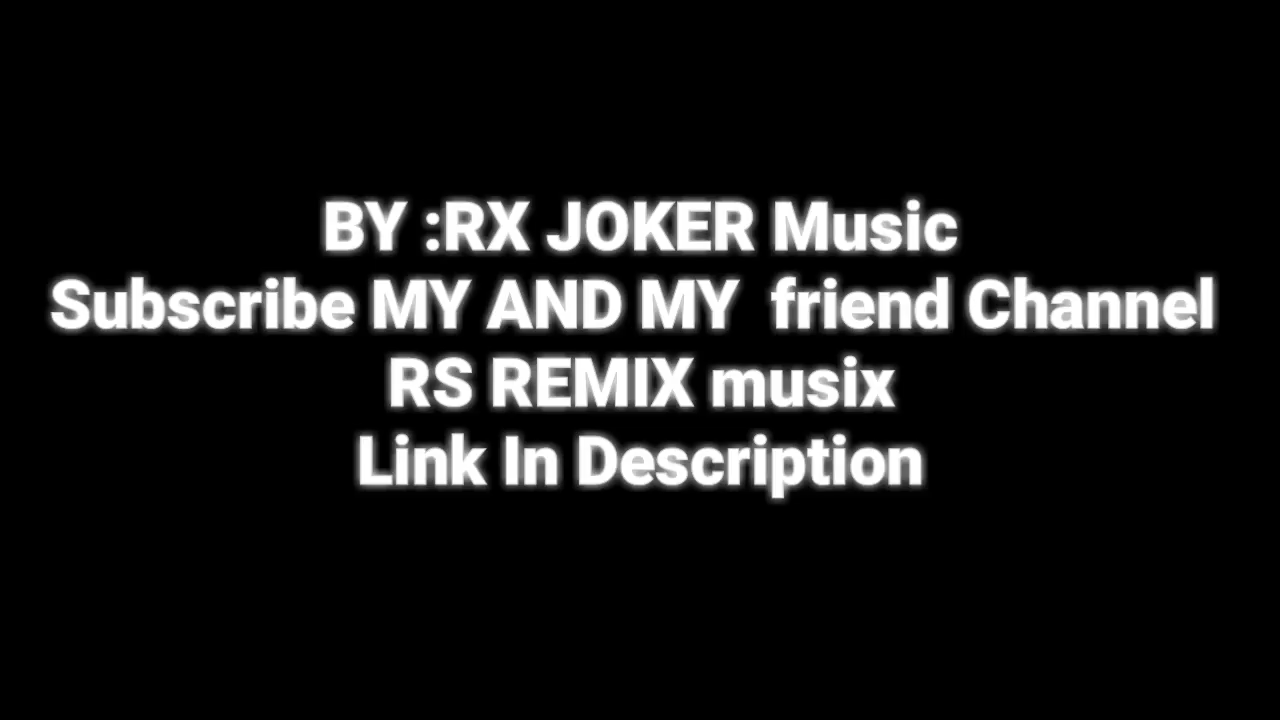 BY :RX JOKER Music
Subscribe MY AND MY  friend Channel
RS REMIX musix
Link In Description